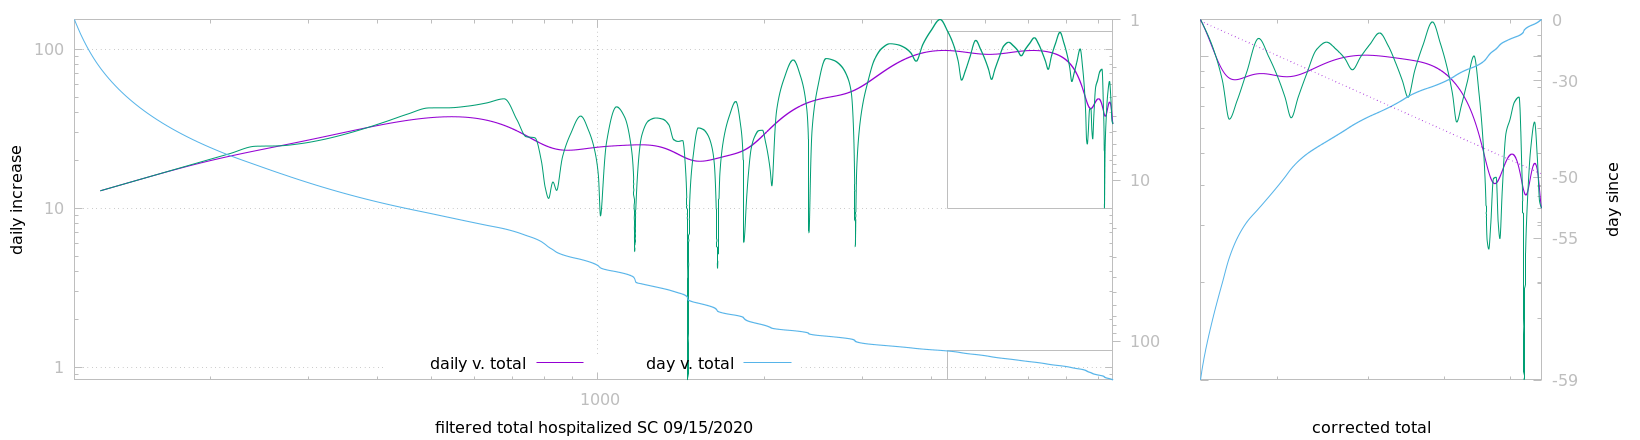 100
10
1
daily increase
1000
filtered total hospitalized SC 09/15/2020
daily v. total
day v. total
1
10
100
0
-30
-50
-55
-59
day since
corrected total